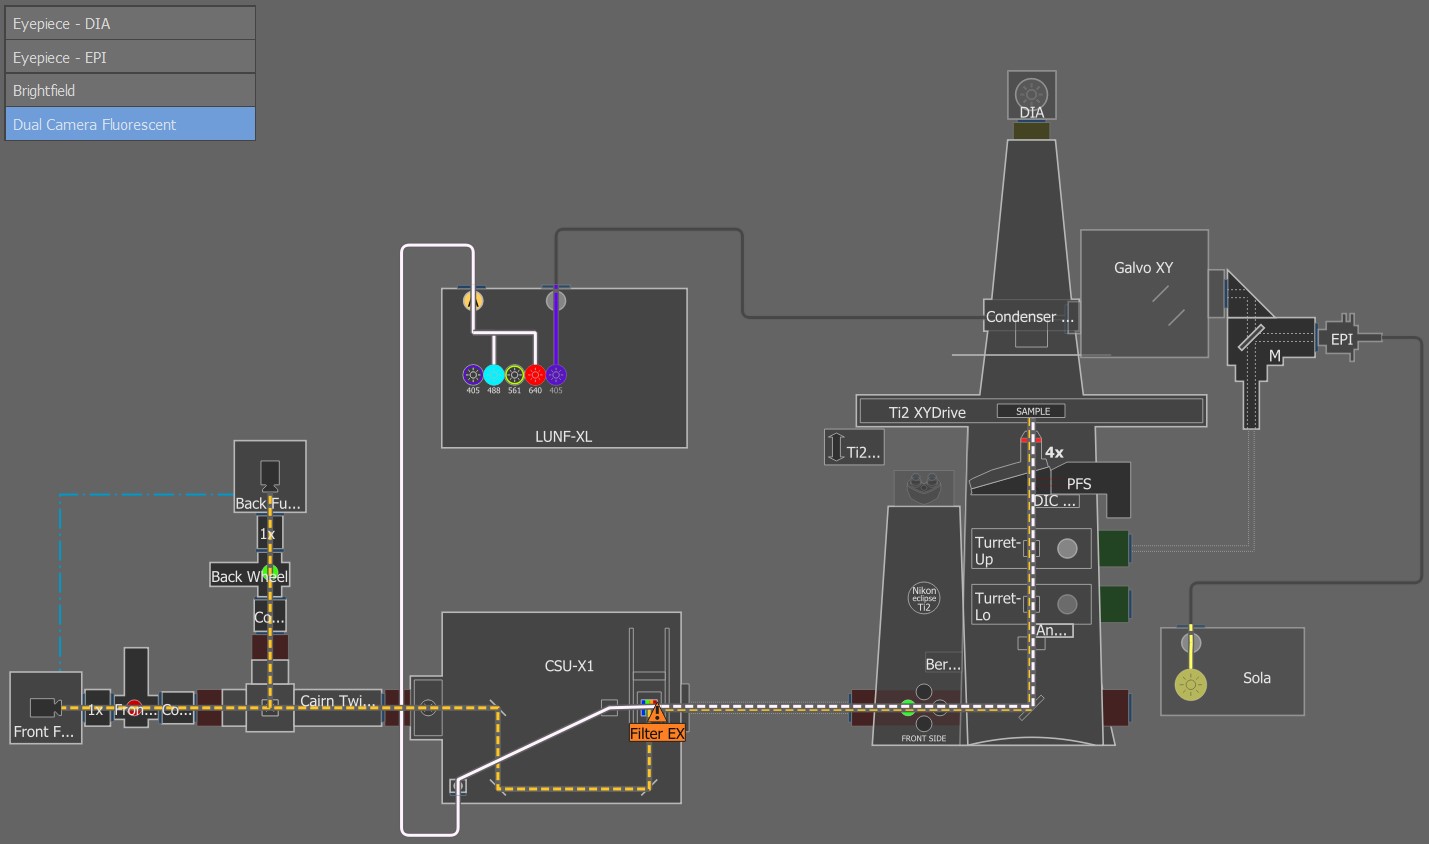 Eyepiece - DIA
Eyepiece - EPI
Brightfield
Dual Camera Fluorescent
DIA
Galvo XY
Condenser ...
EPI
M
405 488 561 640 405
LUNF-XL
Ti2 XYDrive
SAMPLE
Ti2...
4x
PFS
DIC ...
Back Fu...
1x
Back Wheel
Co...
Turret-
Up
Turret-
Lo
Nikon
eclipse
Ti2
An...
Ber...
CSU-X1
Sola
Cairn Twi...
Front F...
1x
Fron...
Co...
Filter EX
FRONT SIDE